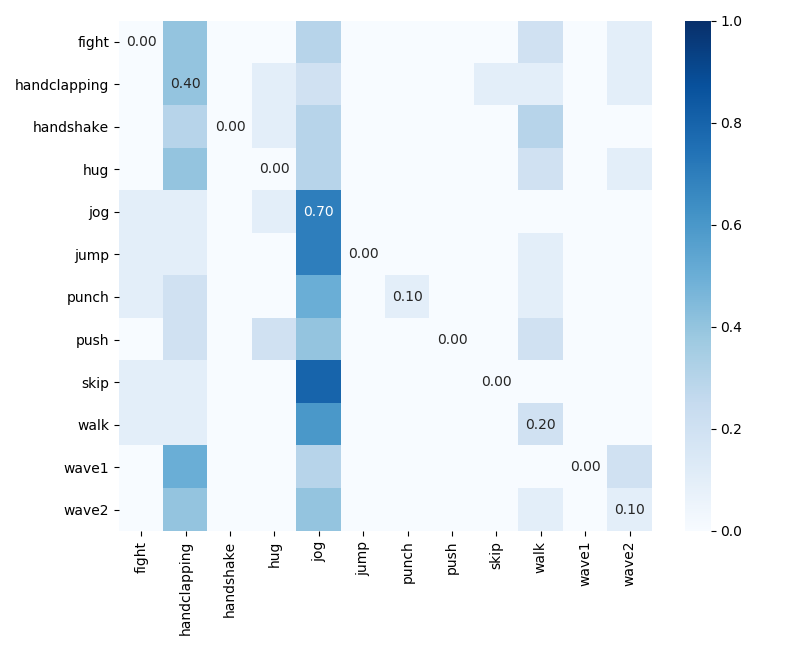 1.0
fight 0.00
handclapping 0.40
handshake 0.00
0.8
hug 0.00
jog 0.70
0.6
jump 0.00
punch 0.10
0.4
push 0.00
skip 0.00
walk 0.20
0.2
wave1 0.00
wave2 0.10
0.0
fight
handclapping
handshake
hug
jog
jump
punch
push
skip
walk
wave1
wave2